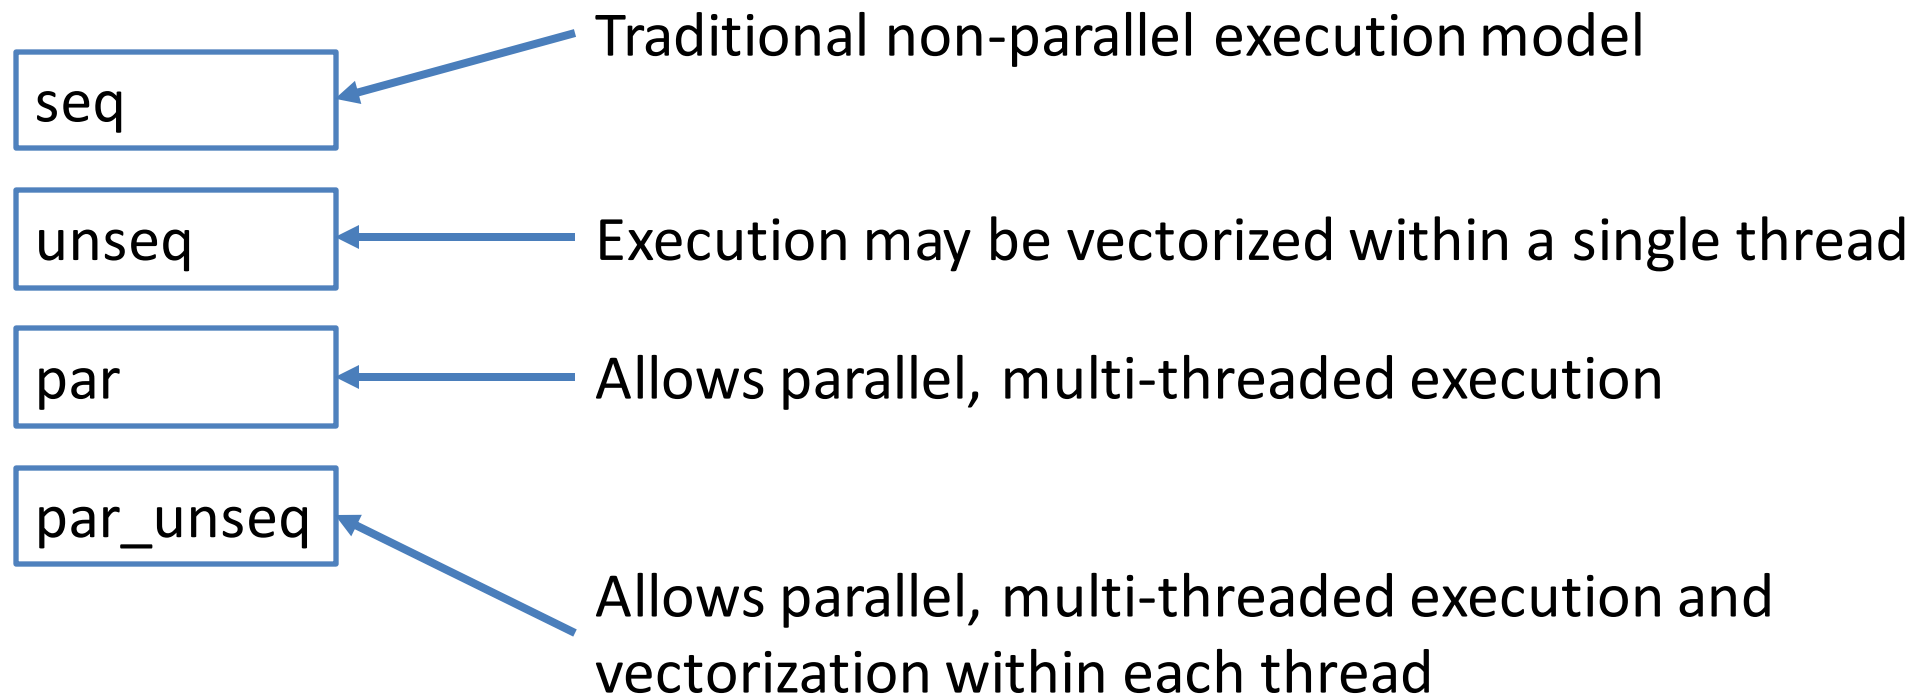 Traditional non-parallel execution model
seq
unseq
Execution may be vectorized within a single thread
par
Allows parallel, multi-threaded execution
par_unseq
Allows parallel, multi-threaded execution and
vectorization within each thread